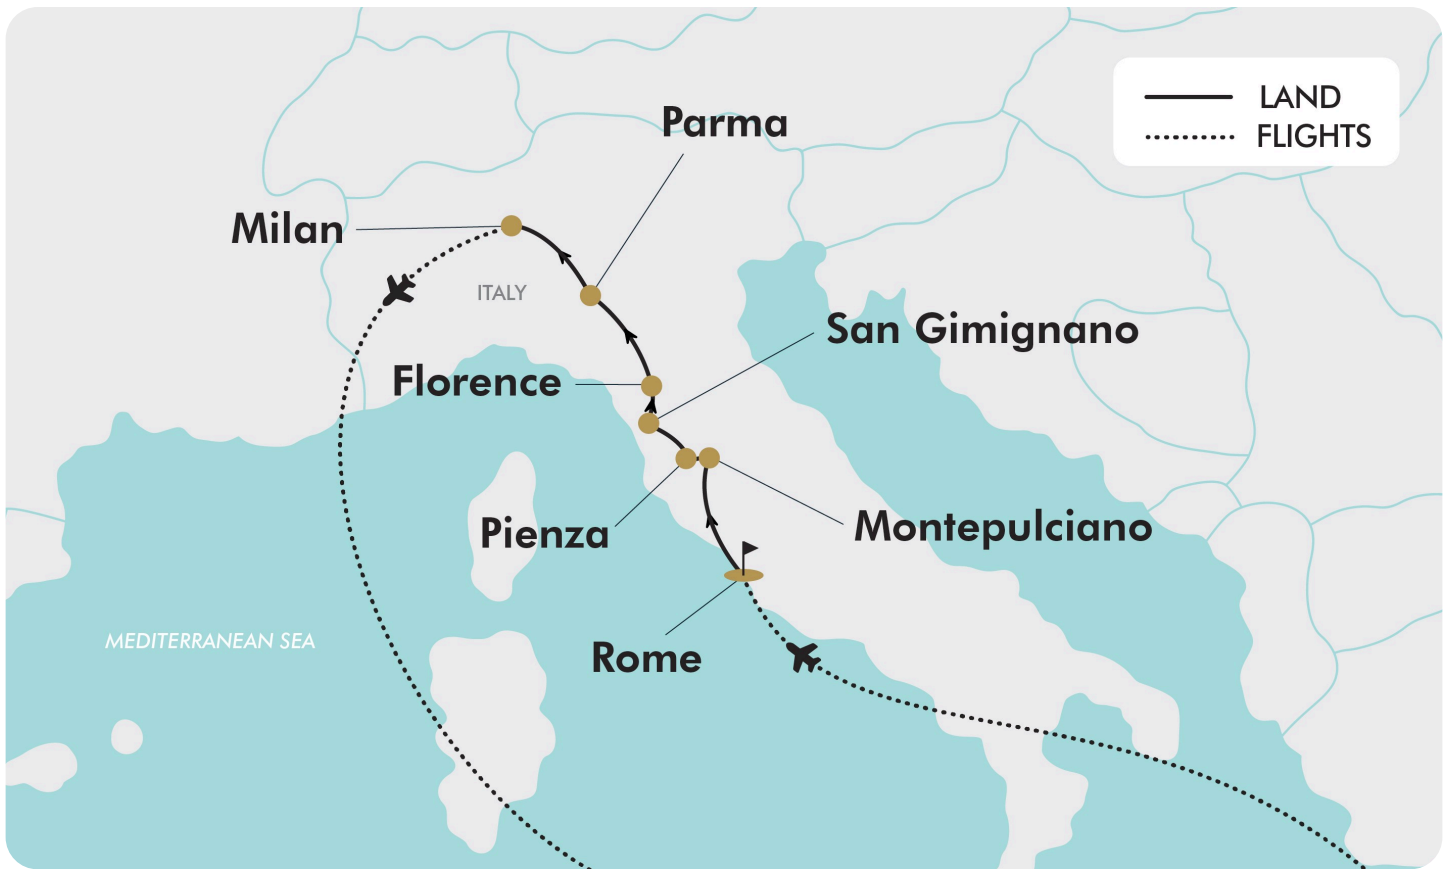 LAND
FLIGHTS
Parma
Milan
ITALY
San Gimignano
Florence
Pienza
Montepulciano
MEDITERRANEAN SEA
Rome